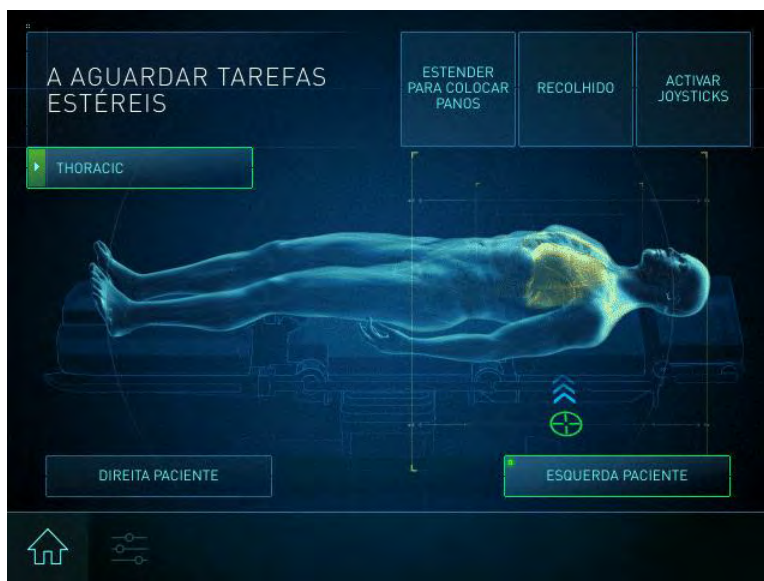 A AGUARDAR TAREFAS
ESTÉREIS
ESTENDER
PARA COLOCAR
PANOS
RECOLHIDO
ACTIVAR
JOYSTICKS
THORACIC
DIREITA PACIENTE
ESQUERDA PACIENTE